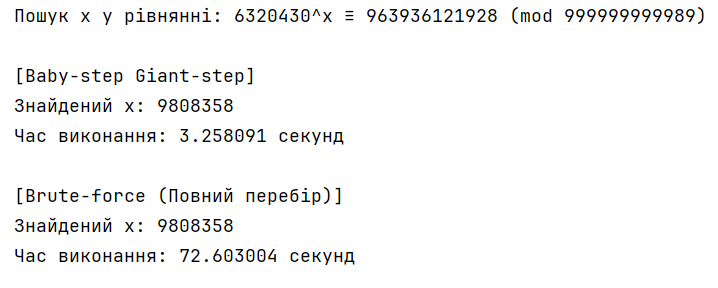 Пошук x у рівнянні: 6320430^x ≡ 963936121928 (mod 999999999989)
[Baby-step Giant-step]
Знайдений x: 9808358
Час виконання: 3.258091 секунд
[Brute-force (Повний перебір)]
Знайдений x: 9808358
Час виконання: 72.603004 секунд